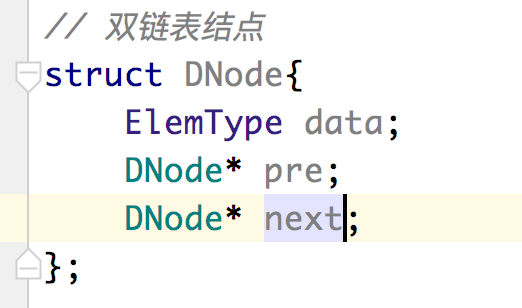 // 双链表结点
struct DNode{
    ElemType data;
    DNode* pre;
    DNode* next;
};